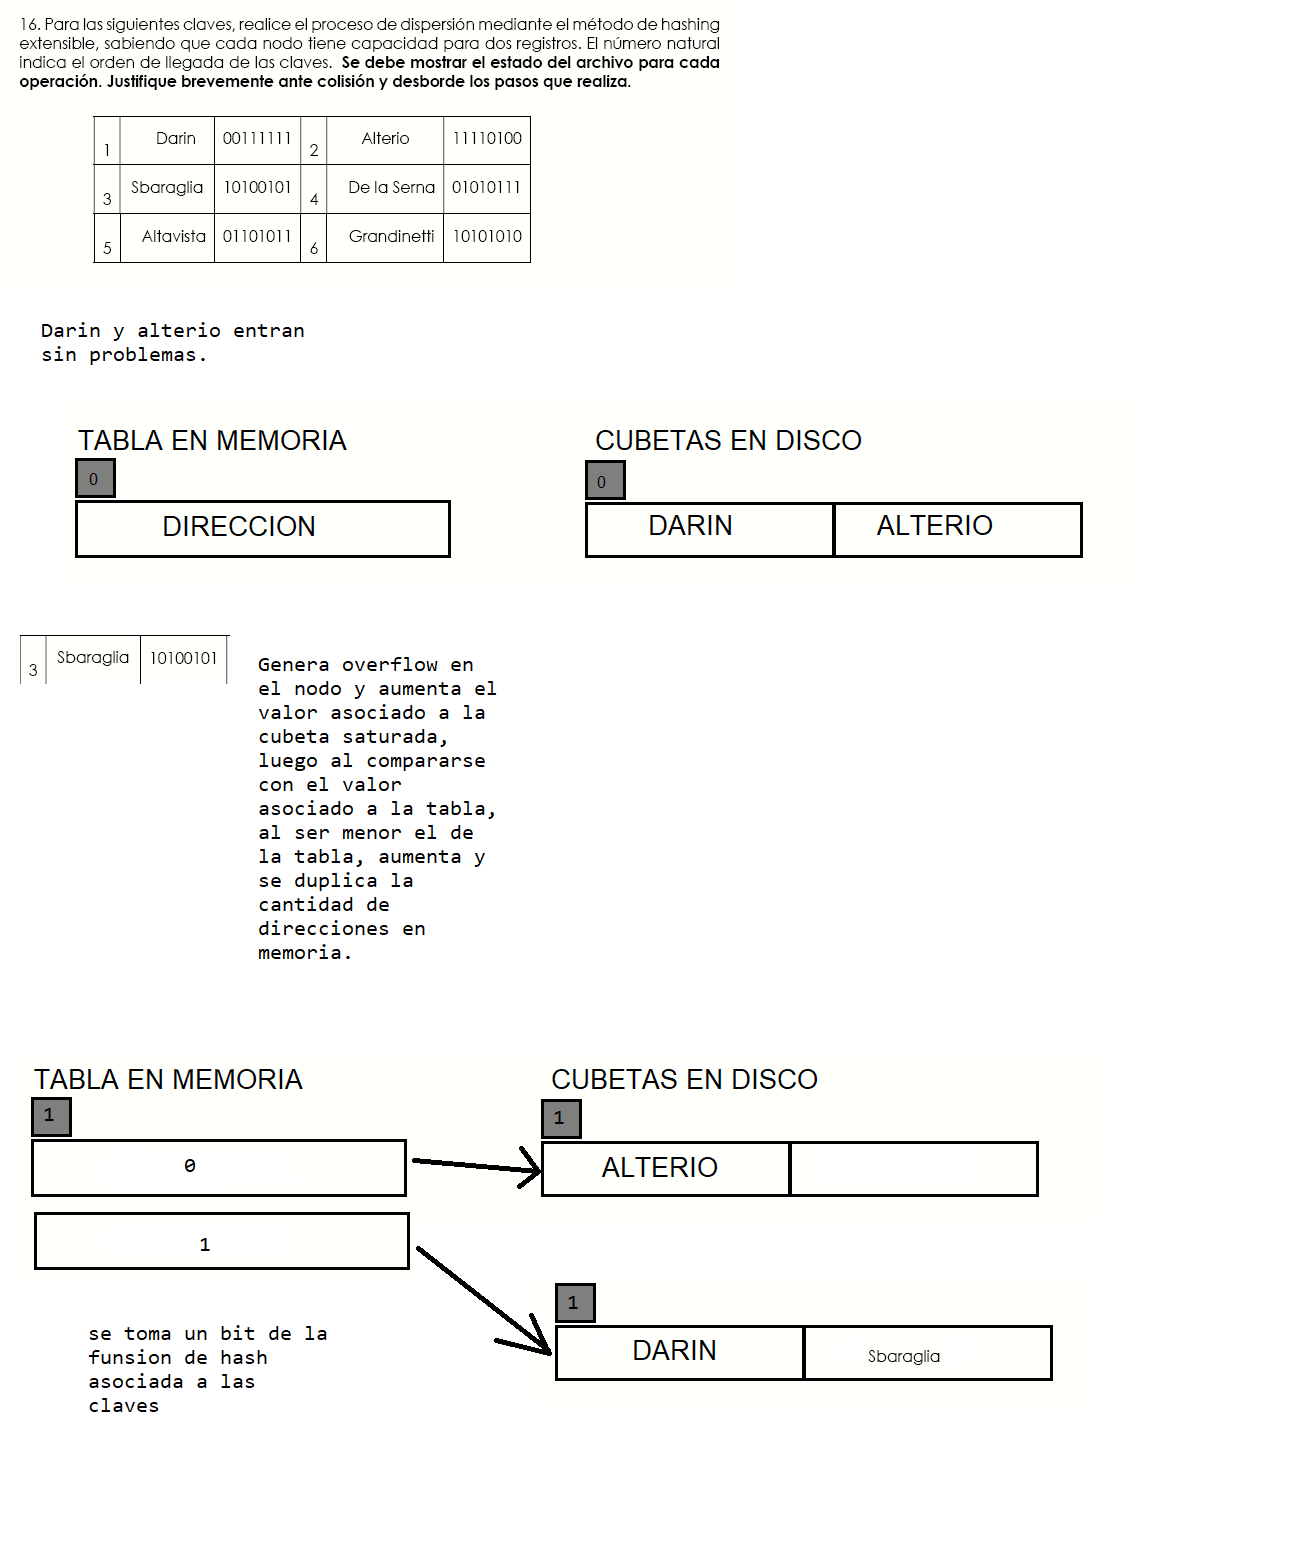 16. Para las siguientes claves, realice el proceso de dispersión mediante el método de hashing
extensible, sabiendo que cada nodo tiene capacidad para dos registros. El número natural
indica el orden de llegada de las claves. Se debe mostrar el estado del archivo para cada
operación. Justifique brevemente ante colisión y desborde los pasos que realiza.
1 Darin 00111111 2 Alterio 11110100
3 Sbaraglia 10100101 4 De la Serna 01010111
5 Altavista 01101011 6 Grandinetti 10101010
Darin y alterio entran
sin problemas.
TABLA EN MEMORIA CUBETAS EN DISCO
0 0
DIRECCION DARIN ALTERIO
3 Sbaraglia 10100101
Genera overflow en
el nodo y aumenta el
valor asociado a la
cubeta saturada,
luego al compararse
con el valor
asociado a la tabla,
al ser menor el de
la tabla, aumenta y
se duplica la
cantidad de
direcciones en
memoria.
TABLA EN MEMORIA CUBETAS EN DISCO
1 1
0 ALTERIO
1
1
DARIN Sbaraglia
se toma un bit de la
funsion de hash
asociada a las
claves